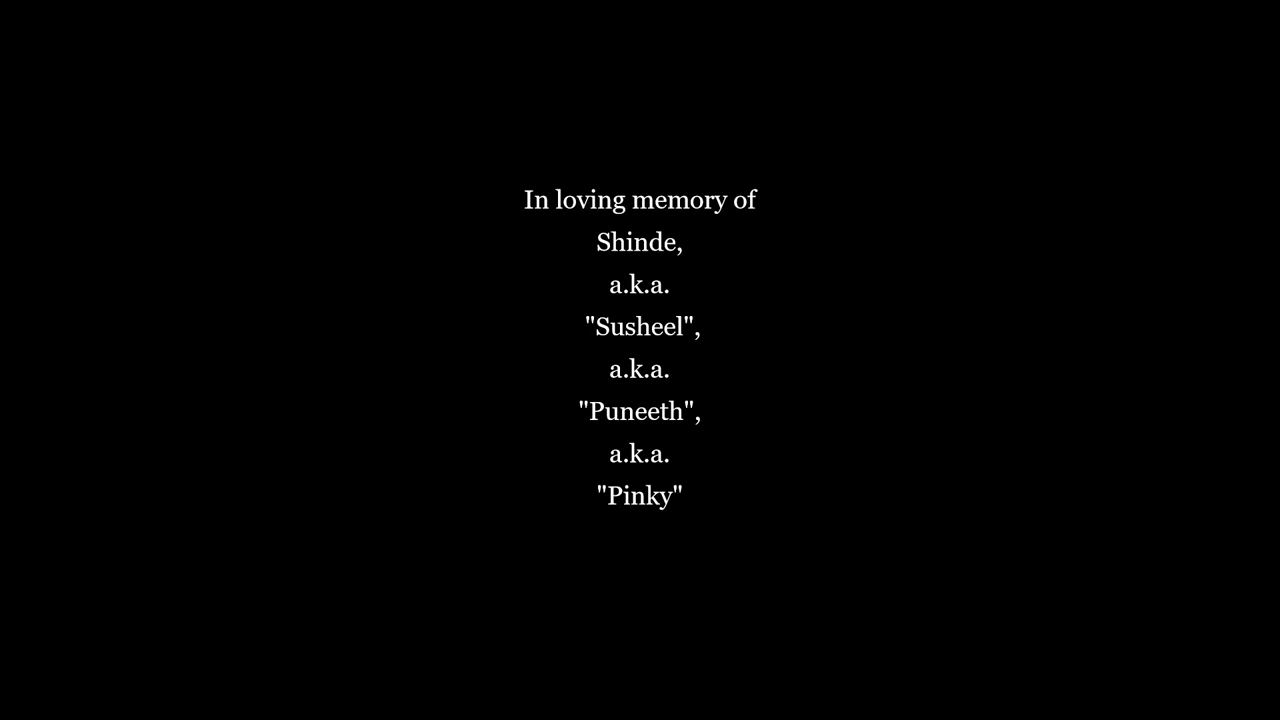 In loving memory of
Shinde,
a.k.a.
"Susheel",
a.k.a.
"Puneeth",
a.k.a.
"Pinky"